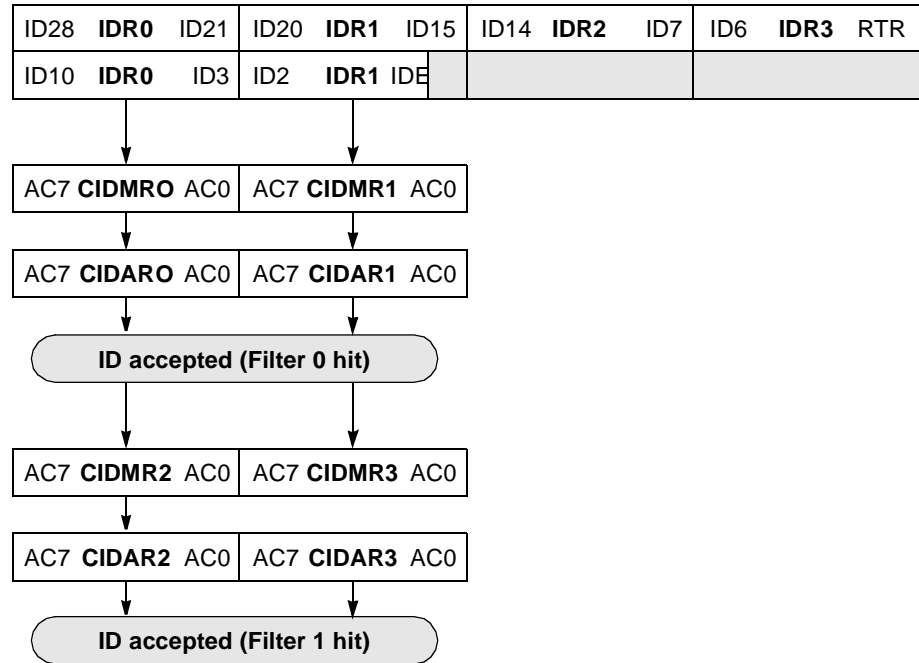 ID28 IDR0 ID21 ID20 IDR1 ID15 ID14 IDR2 ID7 ID6 IDR3 RTR
ID10 IDR0 ID3 ID2 IDR1 IDE
AC7 CIDMRO AC0 AC7 CIDMR1 AC0
AC7 CIDARO AC0 AC7 CIDAR1 AC0
ID accepted (Filter 0 hit)
AC7 CIDMR2 AC0 AC7 CIDMR3 AC0
AC7 CIDAR2 AC0 AC7 CIDAR3 AC0
ID accepted (Filter 1 hit)